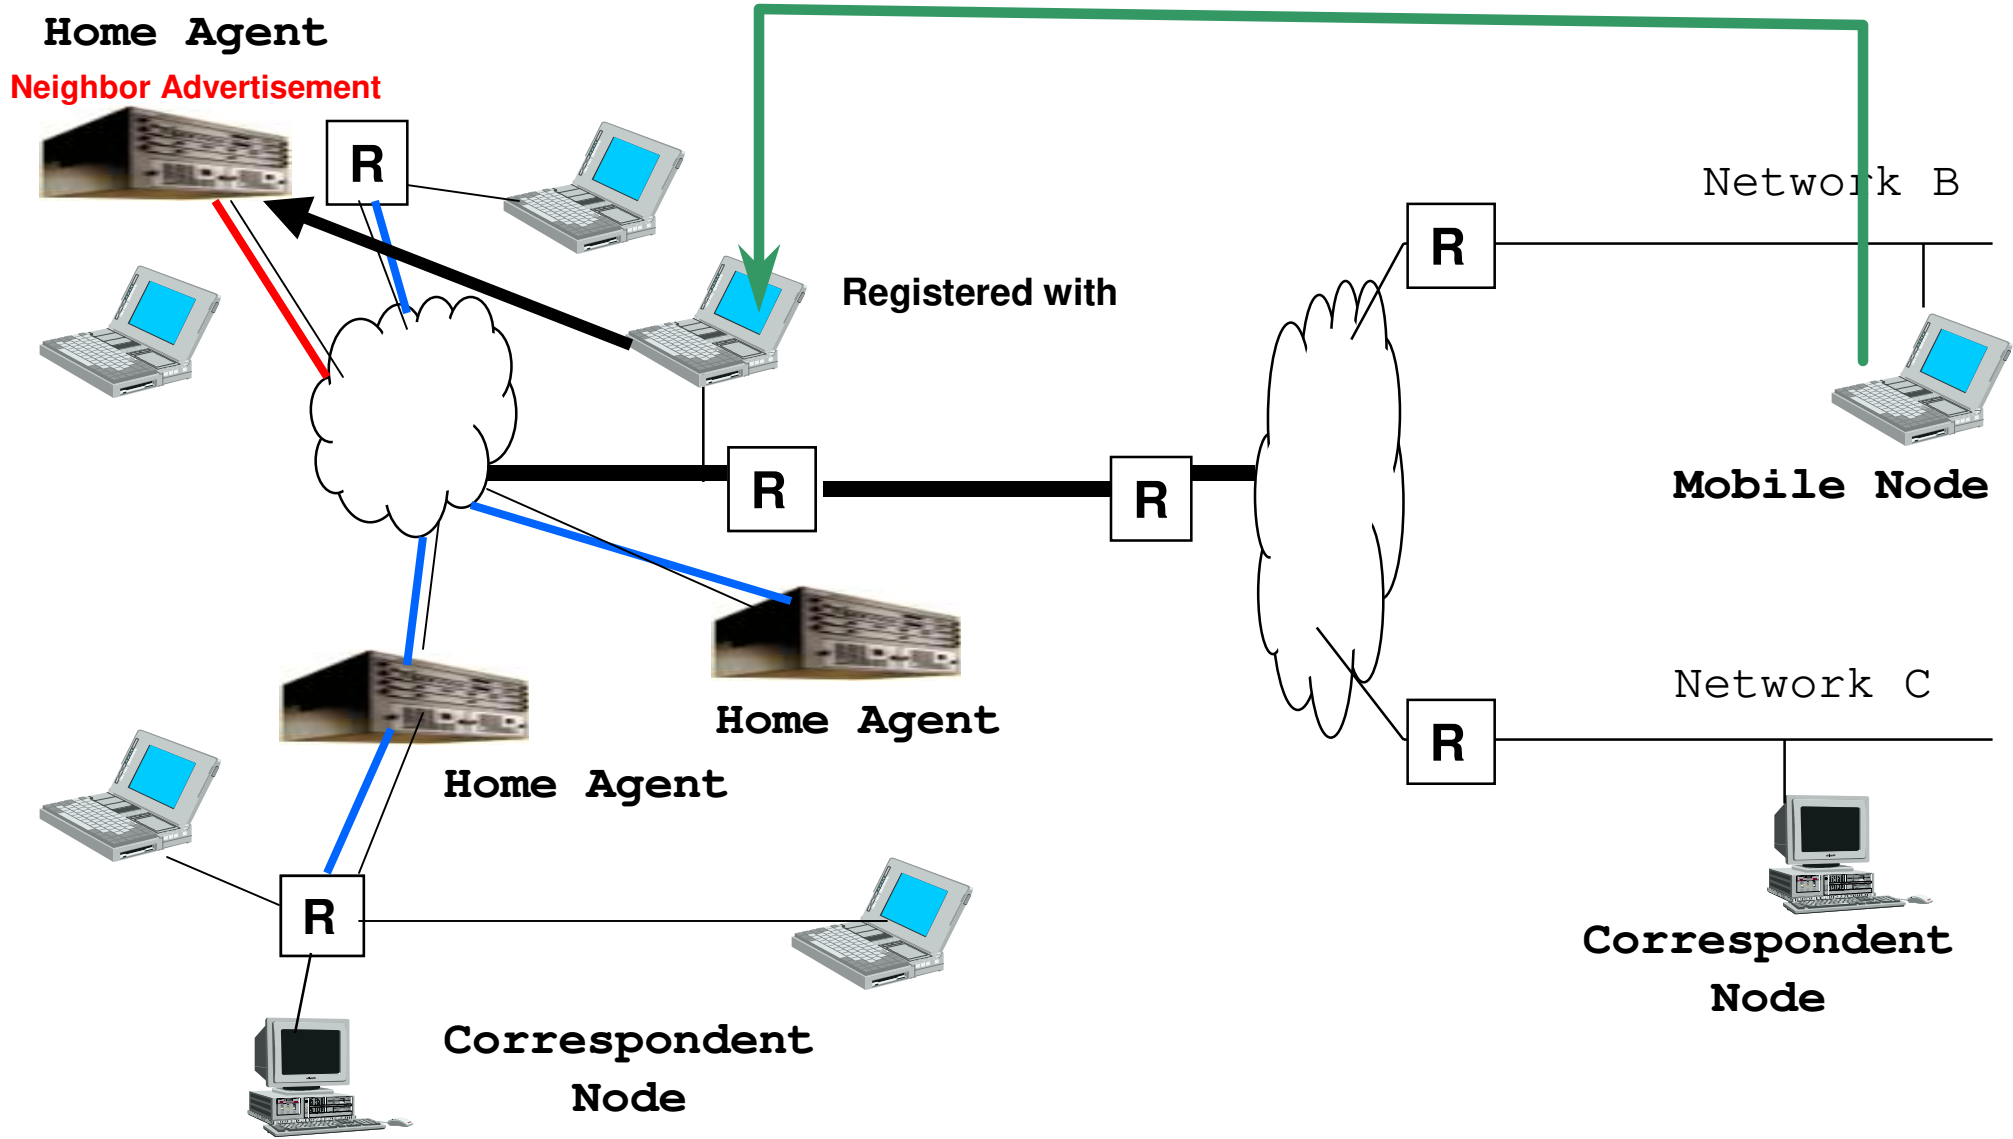 Home Agent
Neighbor Advertisement
R
Network B
R
Registered with
R
R
Mobile Node
Network C
Home Agent
R
Home Agent
R
Correspondent
Node
Correspondent
Node